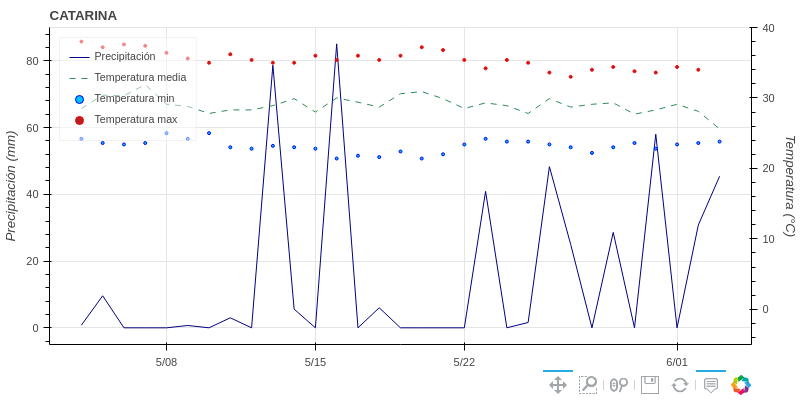 CATARINA
Precipitación
Temperatura media
Temperatura min
Temperatura max
Precipitación (mm)
80
60
40
20
0
Temperatura (°C)
40
30
20
10
0
5/08
5/15
5/22
6/01